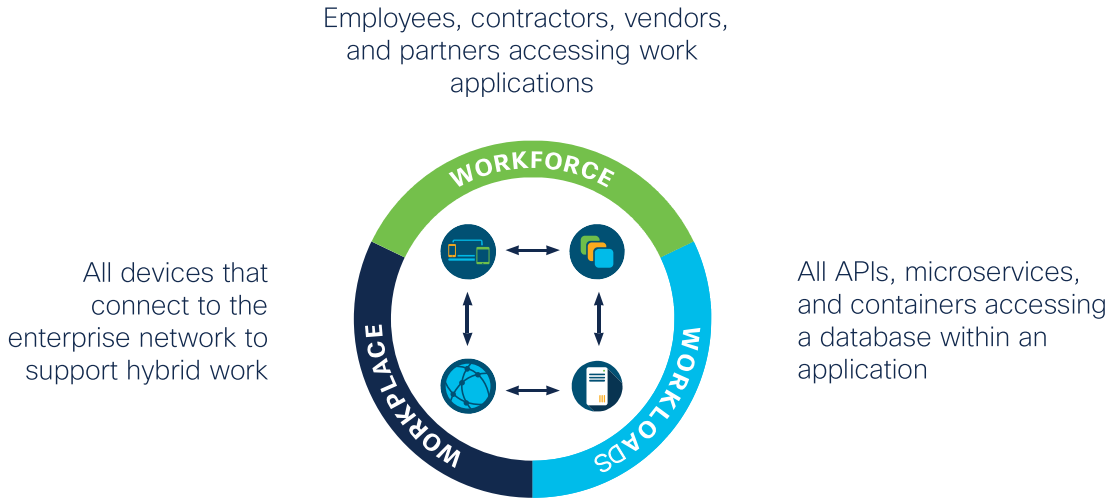 Employees, contractors, vendors,
and partners accessing work
applications
WORKFORCE
All devices that
connect to the
enterprise network to
support hybrid work
WORKPLACE
WORKLOADS
All APIs, microservices,
and containers accessing
a database within an
application